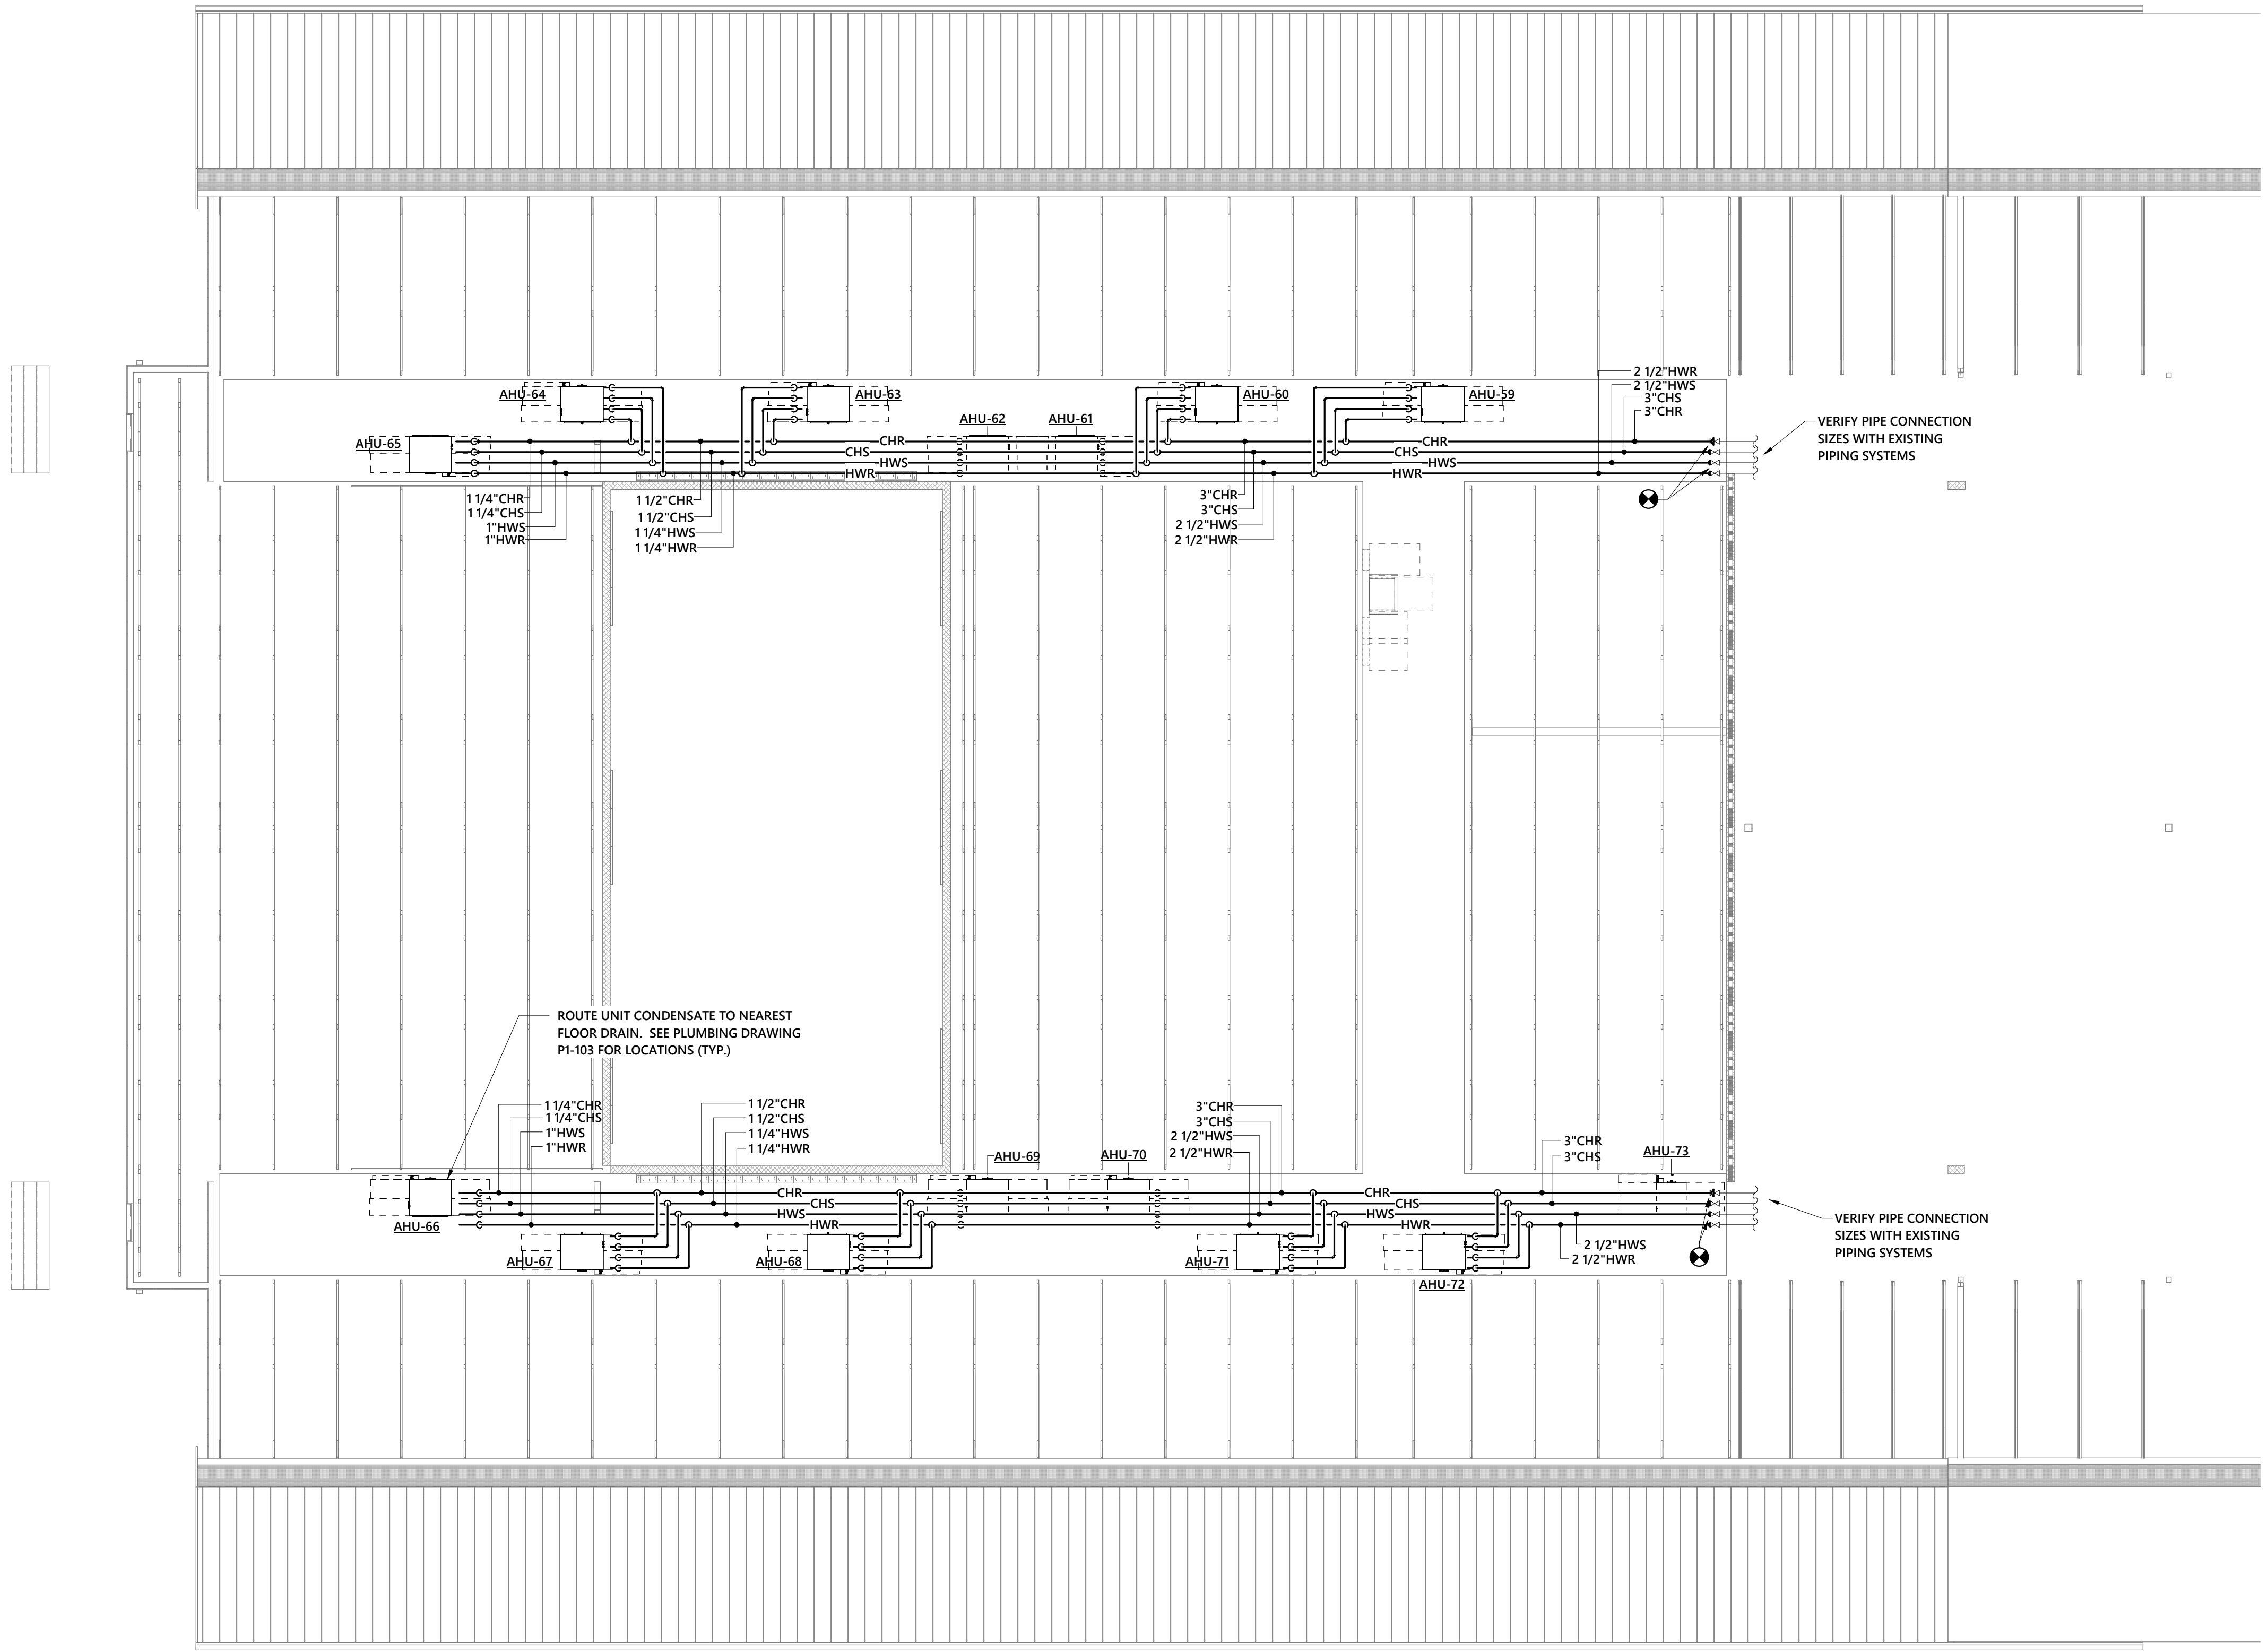 2 1/2"HWR
2 1/2"HWS
3"CHS
3"CHR
AHU-64
AHU-63
AHU-60
AHU-59
AHU-62
AHU-61
AHU-65
VERIFY PIPE CONNECTION
SIZES WITH EXISTING
PIPING SYSTEMS
CHR
CHR
CHS
CHS
HWS
HWS
HWR
HWR
1 1/4"CHR
1 1/4"CHS
1"HWS
1"HWR
1 1/2"CHR
1 1/2"CHS
1 1/4"HWS
1 1/4"HWR
3"CHR
3"CHS
2 1/2"HWS
2 1/2"HWR
ROUTE UNIT CONDENSATE TO NEAREST
FLOOR DRAIN. SEE PLUMBING DRAWING
P1-103 FOR LOCATIONS (TYP.)
1 1/4"CHR
1 1/4"CHS
1"HWS
1"HWR
1 1/2"CHR
1 1/2"CHS
1 1/4"HWS
1 1/4"HWR
3"CHR
3"CHS
2 1/2"HWS
2 1/2"HWR
3"CHR
3"CHS
AHU-69
AHU-70
AHU-73
CHR
CHR
CHS
CHS
HWS
HWS
HWR
HWR
AHU-66
AHU-67
AHU-68
AHU-71
AHU-72
2 1/2"HWS
2 1/2"HWR
VERIFY PIPE CONNECTION
SIZES WITH EXISTING
PIPING SYSTEMS